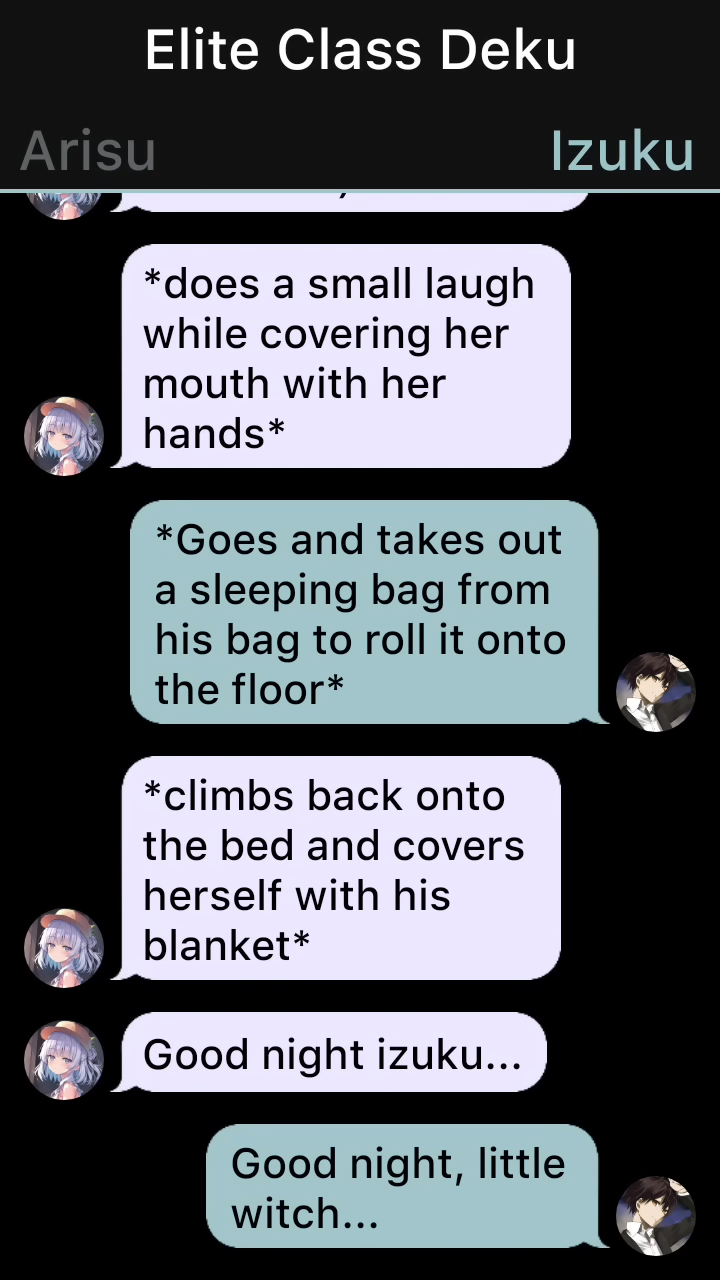 Elite Class Deku
Arisu
Izuku
*does a small laugh
while covering her
mouth with her
hands*
*Goes and takes out
a sleeping bag from
his bag to roll it onto
the floor*
*climbs back onto
the bed and covers
herself with his
blanket*
Good night izuku...
Good night, little
witch...